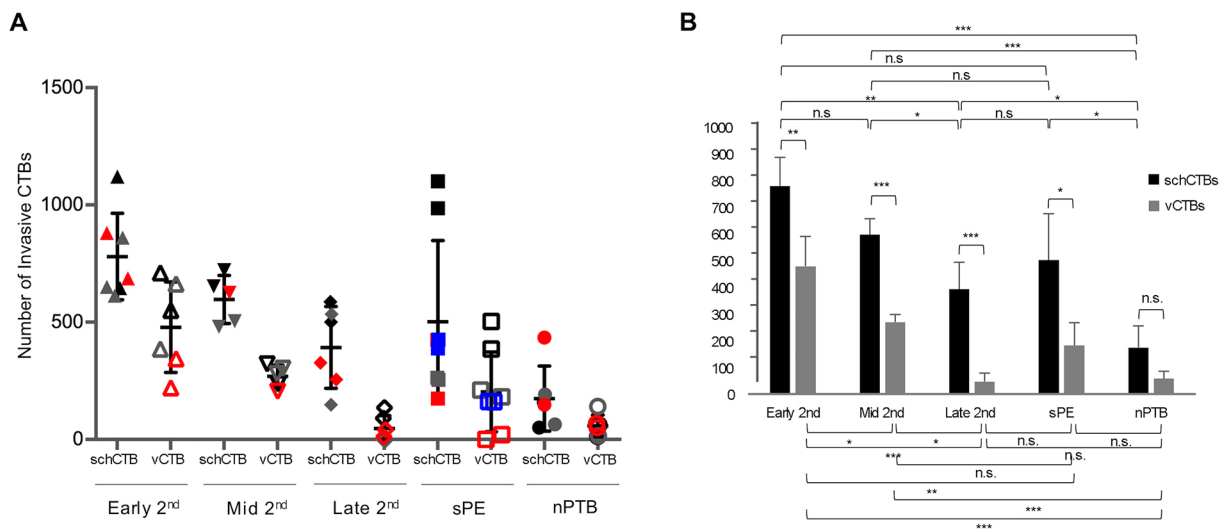 A
Number of Invasive CTBs
1500
1000
500
0
schCTB vCTB schCTB vCTB schCTB vCTB schCTB vCTB schCTB vCTB
Early 2nd Mid 2nd Late 2nd sPE nPTB
B
***
***
n.s
n.s
** *
n.s * n.s *
1000
900
800
700
600
500
400
300
200
100
0
**
***
***
*
n.s.
schCTBs
vCTBs
Early 2nd Mid 2nd Late 2nd sPE nPTB
* * n.s. n.s.
*** n.s.
n.s.
**
***
***